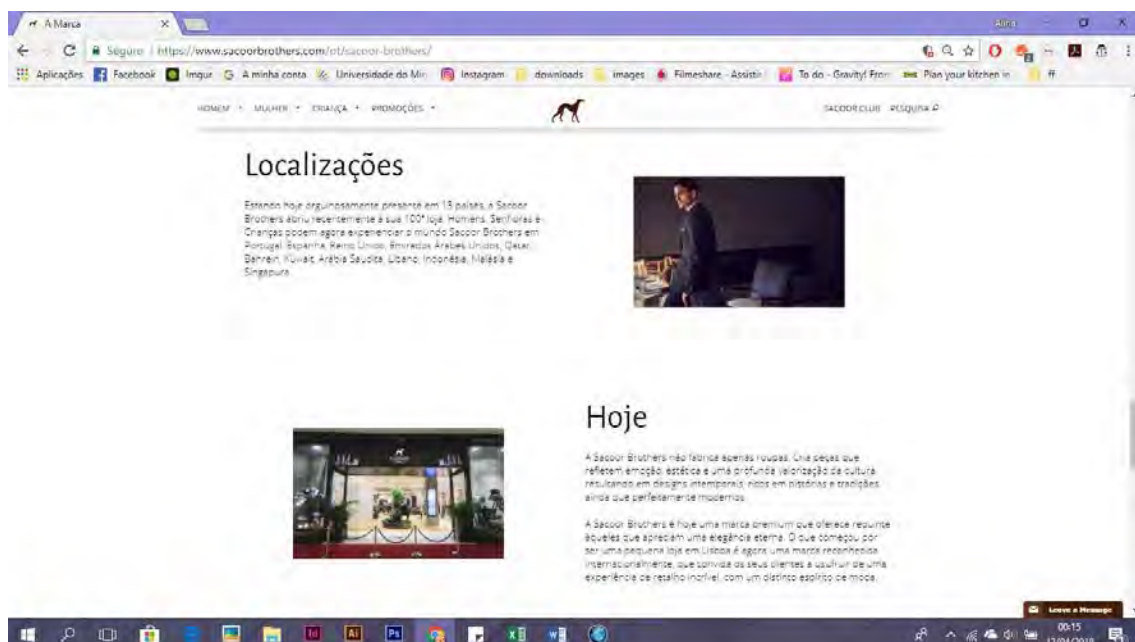 A Marca
Seguro | https://www.sacoorbrothers.com/pt/sacoor-brothers/
Aplicações Facebook Imgur A minha conta Universidade do Min Instagram downloads images Filmeshare - Assistir To do - Gravity! From Plan your kitchen in ff
HOMEM MULHER CRIANÇA PROMOÇÕES SACOOR CLUB PESQUISA
Localizações
Estando hoje orgulhosamente presente em 13 países, a Sacoor
Brothers abriu recentemente a sua 100ª loja. Homens, Senhoras e
Crianças podem agora experienciar o mundo Sacoor Brothers em
Portugal, Espanha, Reino Unido, Emirados Árabes Unidos, Qatar,
Bahrein, Kuwait, Arábia Saudita, Líbano, Indonésia, Malásia e
Singapura.
Hoje
A Sacoor Brothers não fabrica apenas roupas. Cria peças que
refletem emoção, estética e uma profunda valorização da cultura
resultando em designs intemporais, ricos em histórias e tradições,
ainda que perfeitamente modernos.
A Sacoor Brothers é hoje uma marca premium que oferece requinte
àqueles que apreciam uma elegância eterna. O que começou por
ser uma pequena loja em Lisboa é agora uma marca reconhecida
internacionalmente, que convida os seus clientes a usufruir de uma
experiência de retalho incrível, com um distinto espírito de moda.
Leave a Message
Id Ai Ps
00:15
12/04/2018